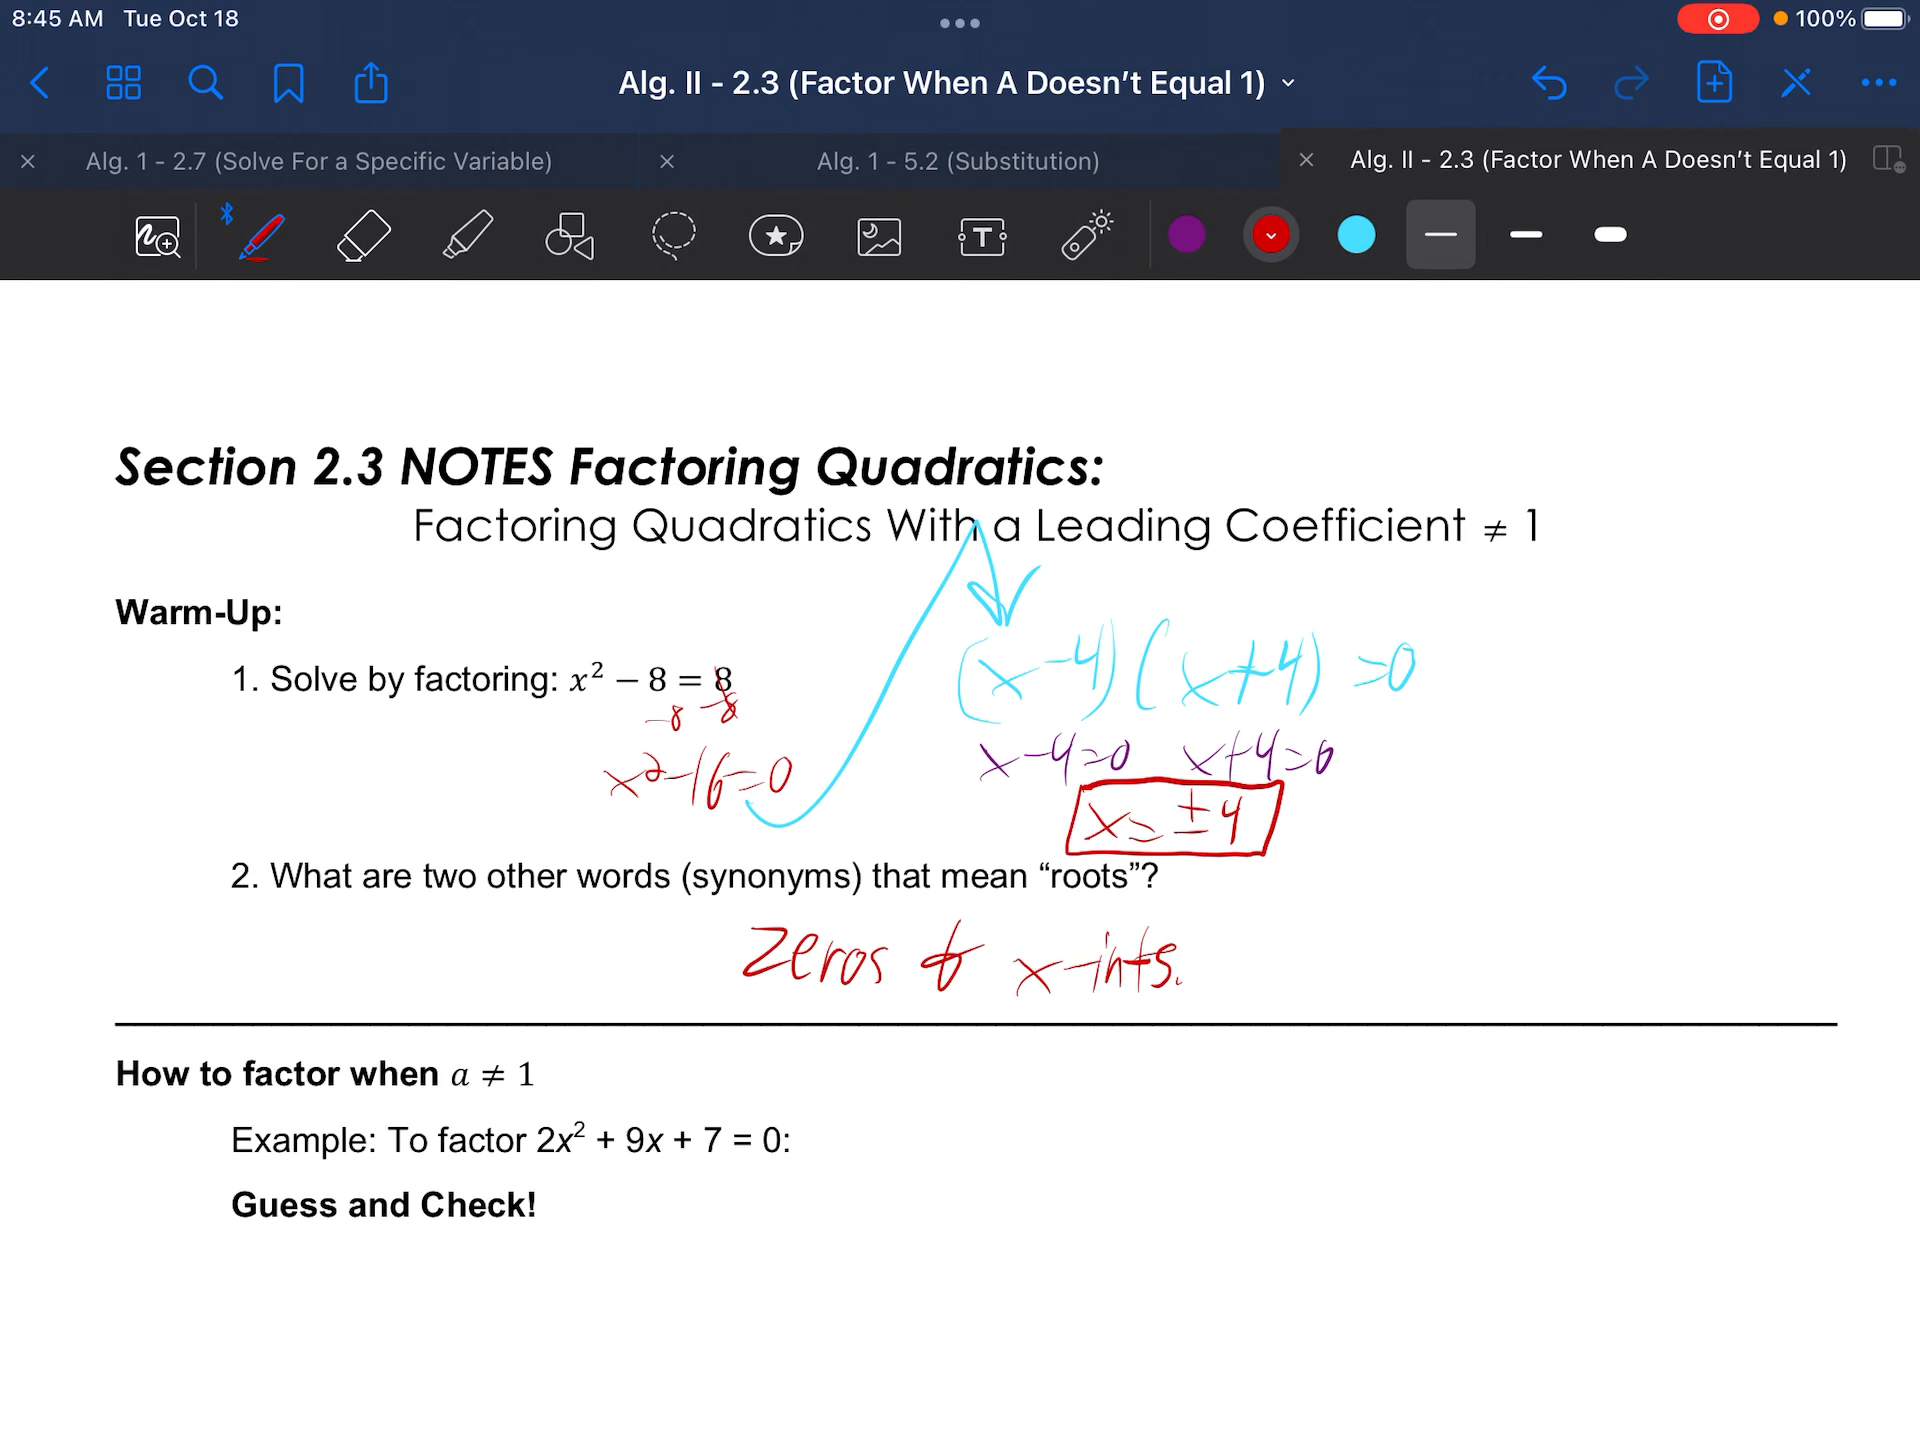 8:45 AM Tue Oct 18
100%
Alg. II - 2.3 (Factor When A Doesn't Equal 1)
Alg. 1 - 2.7 (Solve For a Specific Variable)
Alg. 1 - 5.2 (Substitution)
Alg. II - 2.3 (Factor When A Doesn't Equal 1)
Section 2.3 NOTES Factoring Quadratics:
Factoring Quadratics With a Leading Coefficient ≠ 1
Warm-Up:
1. Solve by factoring: x² − 8 = 8
-8 -8
x²-16=0
(x-4)(x+4)=0
x-4=0 x+4=0
x=±4
2. What are two other words (synonyms) that mean “roots”?
zeros & x-ints.
How to factor when a ≠ 1
Example: To factor 2x² + 9x + 7 = 0:
Guess and Check!